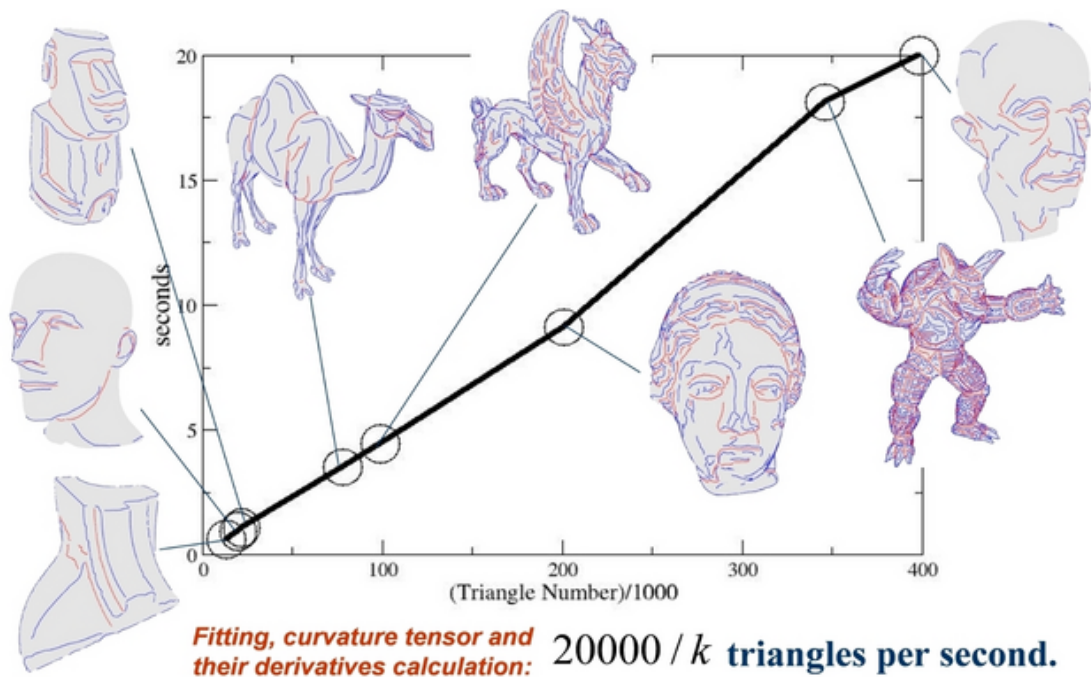 20
15
seconds
10
5
0
0 100 200 300 400
(Triangle Number)/1000
Fitting, curvature tensor and
their derivatives calculation: 20000 / k triangles per second.